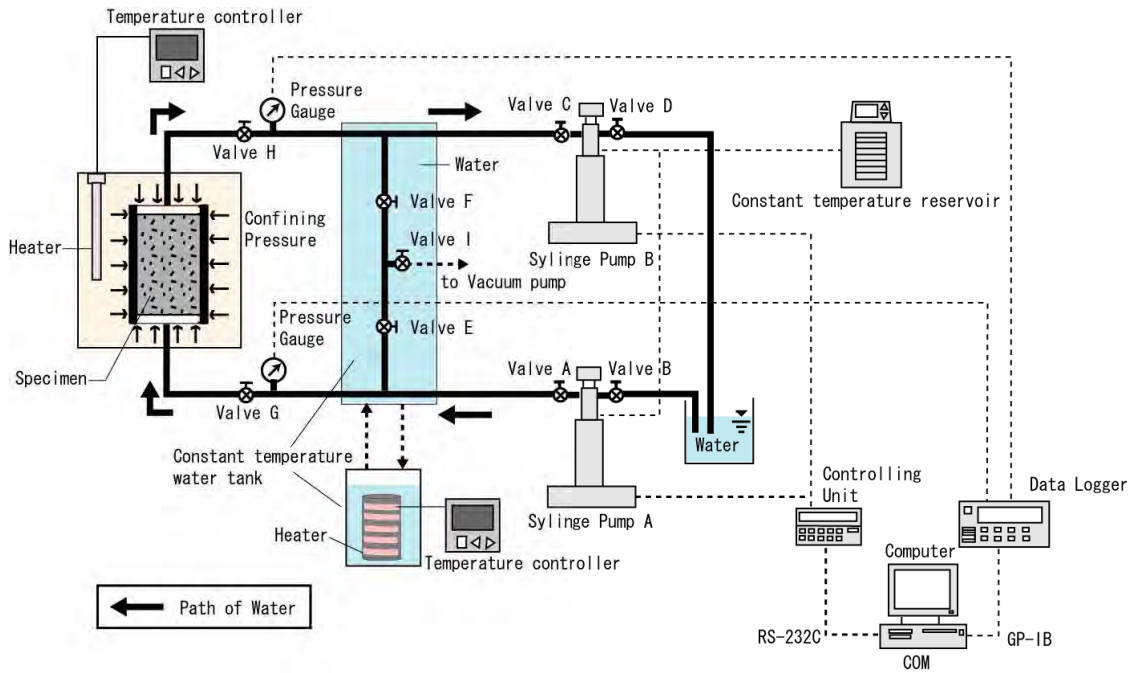 Temperature controller
Pressure
Gauge
Valve H
Valve C
Valve D
Water
Constant temperature reservoir
Valve F
Confining
Pressure
Heater
Valve I
to Vacuum pump
Sylinge Pump B
Pressure
Gauge
Valve E
Specimen
Valve G
Valve A
Valve B
Water
Constant temperature
water tank
Heater
Temperature controller
Sylinge Pump A
Controlling
Unit
Data Logger
Computer
Path of Water
RS-232C
GP-IB
COM